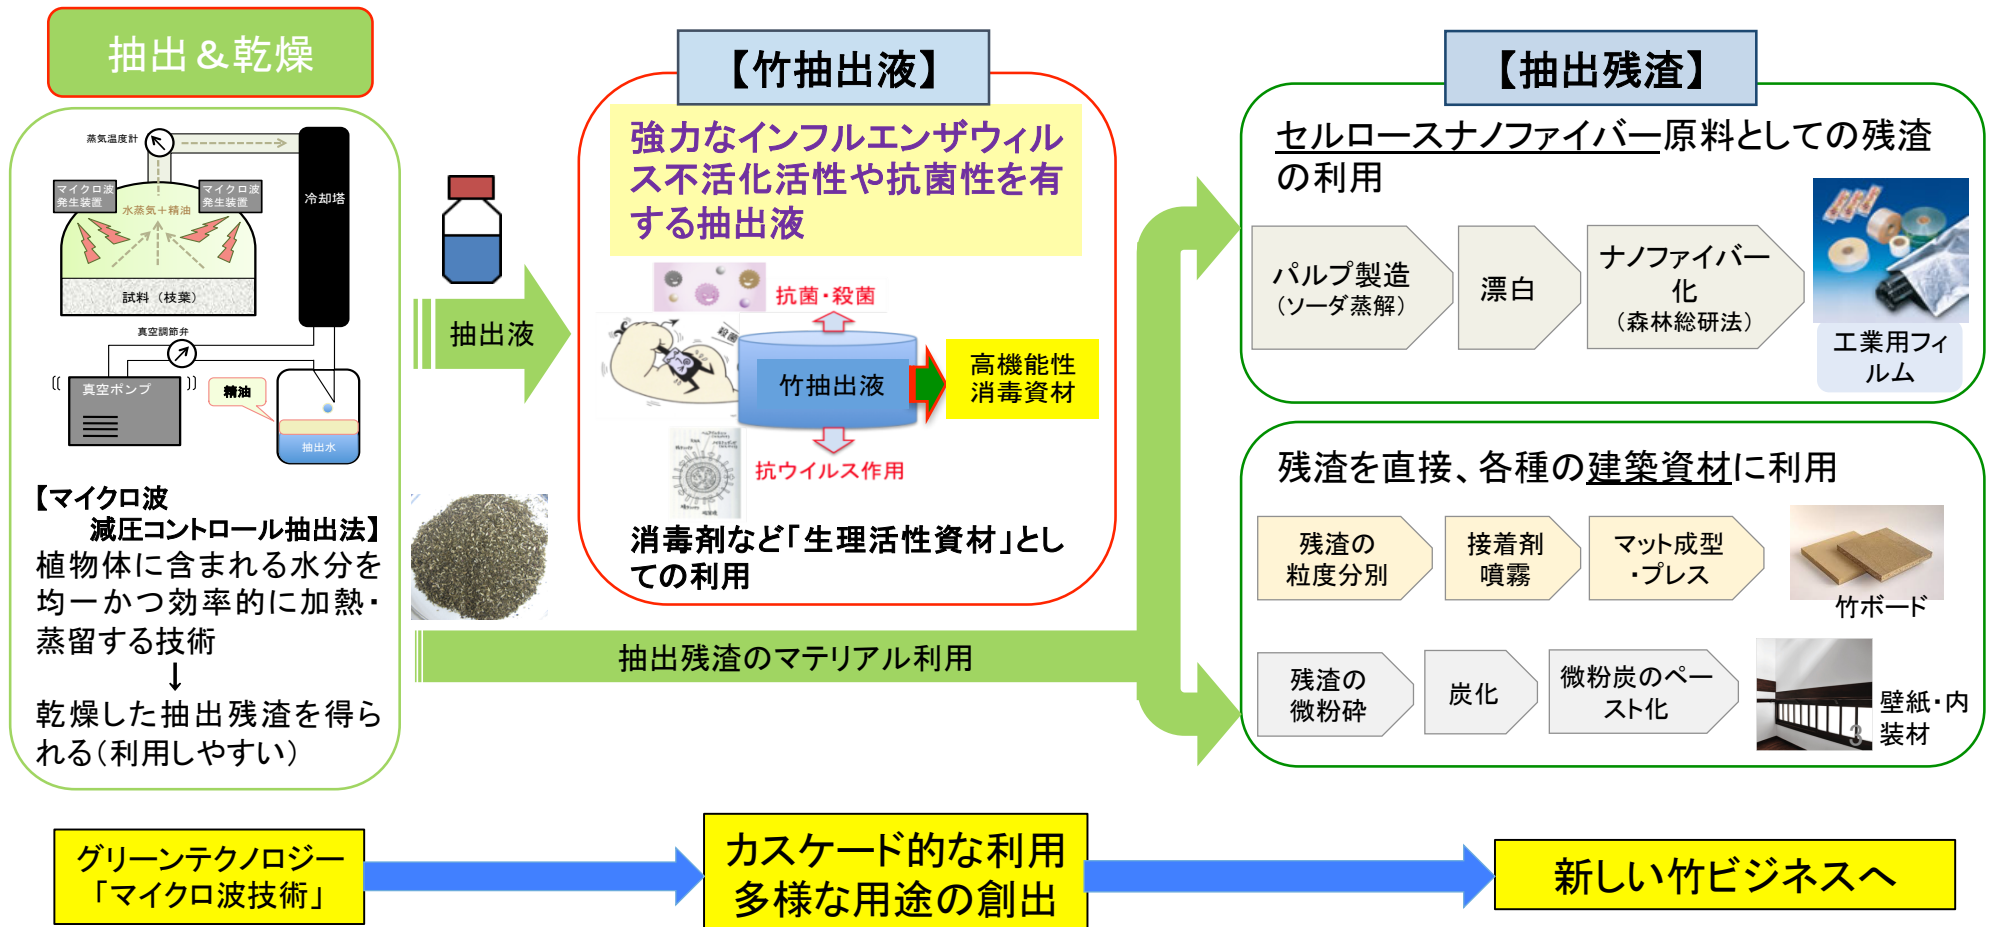 抽出＆乾燥
蒸気温度計
マイクロ波
発生装置
マイクロ波
発生装置
水蒸気＋精油
冷却塔
試料（枝葉）
真空調節弁
真空ポンプ
精油
抽出水
【マイクロ波
減圧コントロール抽出法】
植物体に含まれる水分を
均一かつ効率的に加熱・
蒸留する技術
↓
乾燥した抽出残渣を得ら
れる（利用しやすい）
抽出液
【竹抽出液】
強力なインフルエンザウィル
ス不活化活性や抗菌性を有
する抽出液
抗菌・殺菌
殺菌
竹抽出液
高機能性
消毒資材
抗ウイルス作用
消毒剤など「生理活性資材」とし
ての利用
抽出残渣のマテリアル利用
【抽出残渣】
セルロースナノファイバー原料としての残渣
の利用
パルプ製造
（ソーダ蒸解）
漂白
ナノファイバー
化
（森林総研法）
工業用フィ
ルム
残渣を直接、各種の建築資材に利用
残渣の
粒度分別
接着剤
噴霧
マット成型
・プレス
竹ボード
残渣の
微粉砕
炭化
微粉炭のペー
スト化
3
壁紙・内
装材
グリーンテクノロジー
「マイクロ波技術」
カスケード的な利用
多様な用途の創出
新しい竹ビジネスへ